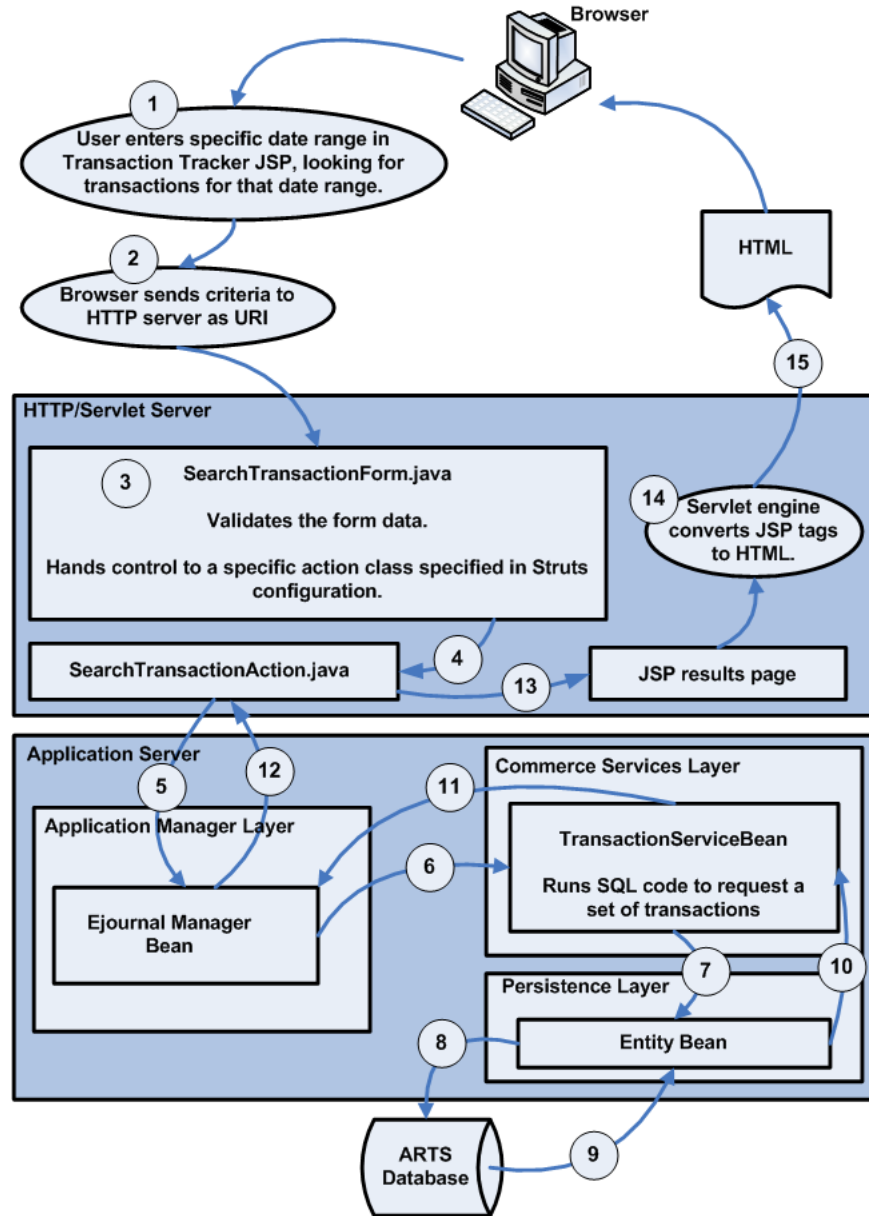 Browser
1
User enters specific date range in
Transaction Tracker JSP, looking for
transactions for that date range.
2
Browser sends criteria to
HTTP server as URI
HTML
15
HTTP/Servlet Server
3
SearchTransactionForm.java
Validates the form data.
Hands control to a specific action class specified in Struts
configuration.
14
Servlet engine
converts JSP tags
to HTML.
4
SearchTransactionAction.java
13
JSP results page
Application Server
5
12
Application Manager Layer
Ejournal Manager
Bean
11
6
Commerce Services Layer
TransactionServiceBean
Runs SQL code to request a
set of transactions
7
10
Persistence Layer
Entity Bean
8
ARTS
Database
9